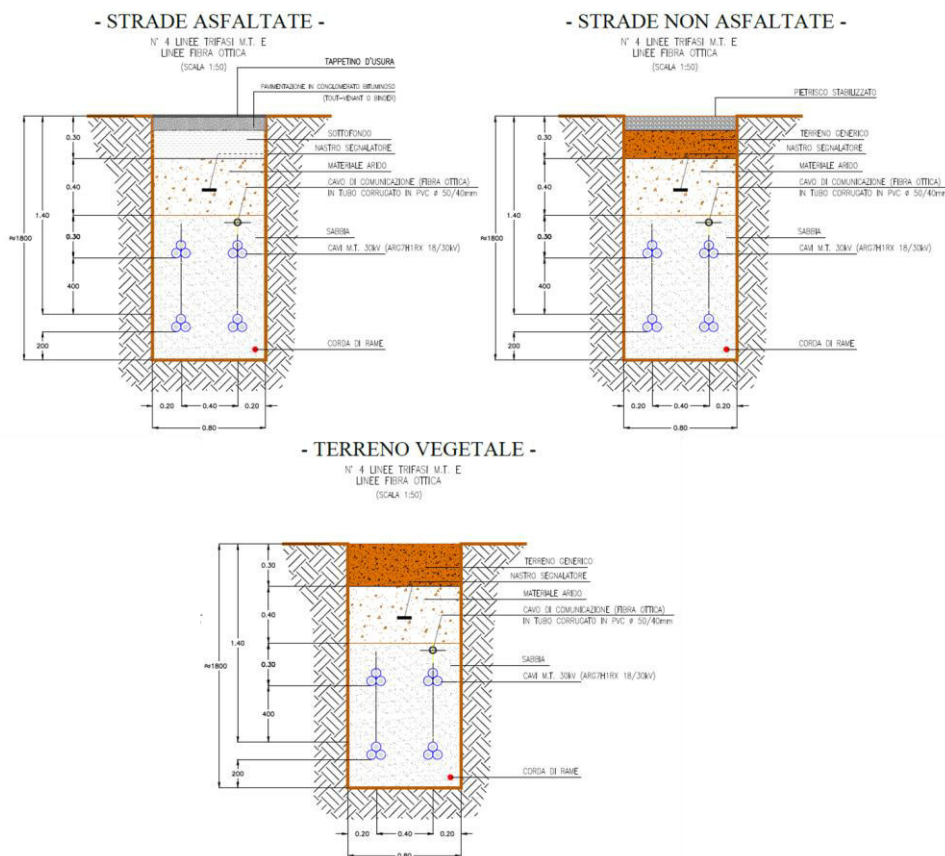 - STRADE ASFALTATE -
N° 4 LINEE TRIFASI M.T. E
LINEE FIBRA OTTICA
(SCALA 1:50)
TAPPETINO D'USURA
PAVIMENTAZIONE IN CONGLOMERATO BITUMINOSO
(TOUT-VENANT O BINDER)
SOTTOFONDO
NASTRO SEGNALATORE
MATERIALE ARIDO
CAVO DI COMUNICAZIONE (FIBRA OTTICA)
IN TUBO CORRUGATO IN PVC ø 50/40mm
SABBIA
CAVI M.T. 30kV (ARG7H1RX 18/30kV)
CORDA DI RAME
0.30
0.40
1.40
≈1800
0.30
400
200
0.20
0.40
0.20
0.80
- STRADE NON ASFALTATE -
N° 4 LINEE TRIFASI M.T. E
LINEE FIBRA OTTICA
(SCALA 1:50)
PIETRISCO STABILIZZATO
TERRENO GENERICO
NASTRO SEGNALATORE
MATERIALE ARIDO
CAVO DI COMUNICAZIONE (FIBRA OTTICA)
IN TUBO CORRUGATO IN PVC ø 50/40mm
SABBIA
CAVI M.T. 30kV (ARG7H1RX 18/30kV)
CORDA DI RAME
0.30
0.40
1.40
≈1800
0.30
400
200
0.20
0.40
0.20
0.80
- TERRENO VEGETALE -
N° 4 LINEE TRIFASI M.T. E
LINEE FIBRA OTTICA
(SCALA 1:50)
TERRENO GENERICO
NASTRO SEGNALATORE
MATERIALE ARIDO
CAVO DI COMUNICAZIONE (FIBRA OTTICA)
IN TUBO CORRUGATO IN PVC ø 50/40mm
SABBIA
CAVI M.T. 30kV (ARG7H1RX 18/30kV)
CORDA DI RAME
0.30
0.40
1.40
≈1800
0.30
400
200
0.20
0.40
0.20
0.80